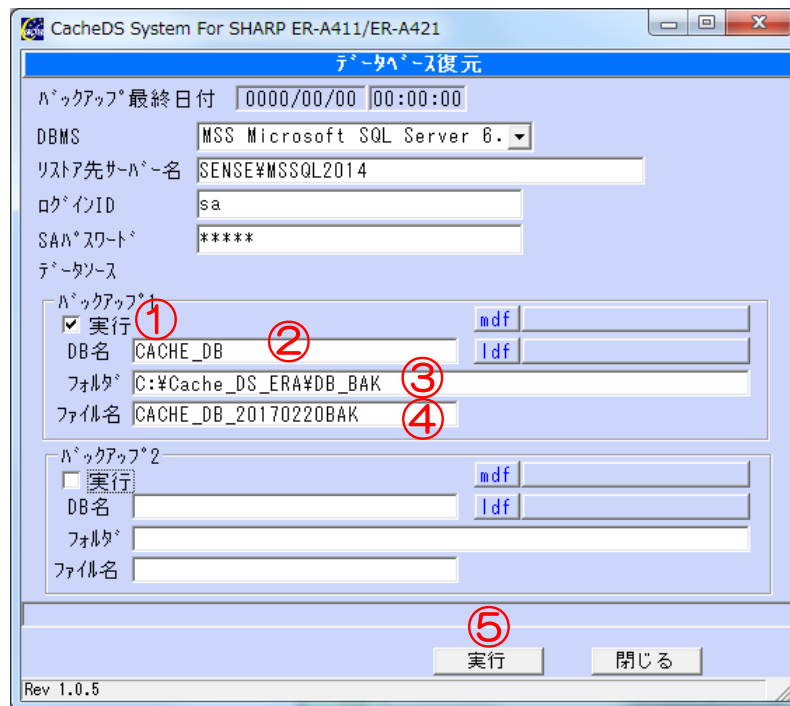 CacheDS System For SHARP ER-A411/ER-A421
ﾃﾞｰﾀﾍﾞｰｽ復元
ﾊﾞｯｸｱｯﾌﾟ最終日付 0000/00/00 00:00:00
DBMS MSS Microsoft SQL Server 6.
ﾘｽﾄｱ先ｻｰﾊﾞｰ名 SENSE¥MSSQL2014
ﾛｸﾞｲﾝID sa
SAﾊﾟｽﾜｰﾄﾞ *****
ﾃﾞｰﾀｿｰｽ
ﾊﾞｯｸｱｯﾌﾟ1
実行 ① mdf
DB名 CACHE_DB ② ldf
ﾌｫﾙﾀﾞ C:¥Cache_DS_ERA¥DB_BAK ③
ﾌｧｲﾙ名 CACHE_DB_20170220BAK ④
ﾊﾞｯｸｱｯﾌﾟ2
実行 mdf
DB名 ldf
ﾌｫﾙﾀﾞ
ﾌｧｲﾙ名
⑤
実行 閉じる
Rev 1.0.5